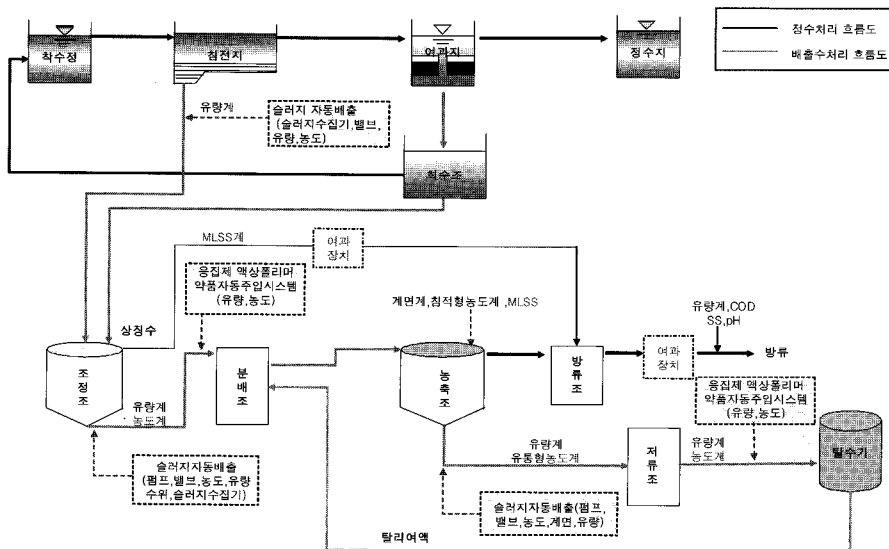 착수정
침전지
여과지
정수지
정수처리 흐름도
배출수처리 흐름도
유량계
슬러지 자동배출
(슬러지수집기,밸브,
유량,농도)
척수조
MLSS계
여과
장치
응집제 액상폴리머
약품자동주입시스템
(유량,농도)
계면계,침적형농도계 ,MLSS
유량계,COD
SS,pH
상징수
조
정
조
분
배
조
농
축
조
방
류
조
여과
장치
방류
응집제 액상폴리머
약품자동주입시스템
(유량,농도)
유량계
농도계
유량계
유통형농도계
저
류
조
유량계
농도계
탈수기
슬러지자동배출
(펌프,밸브,농도,유량
수위,슬러지수집기)
슬러지자동배출(펌프,
밸브,농도,계면,유량)
탈리여액